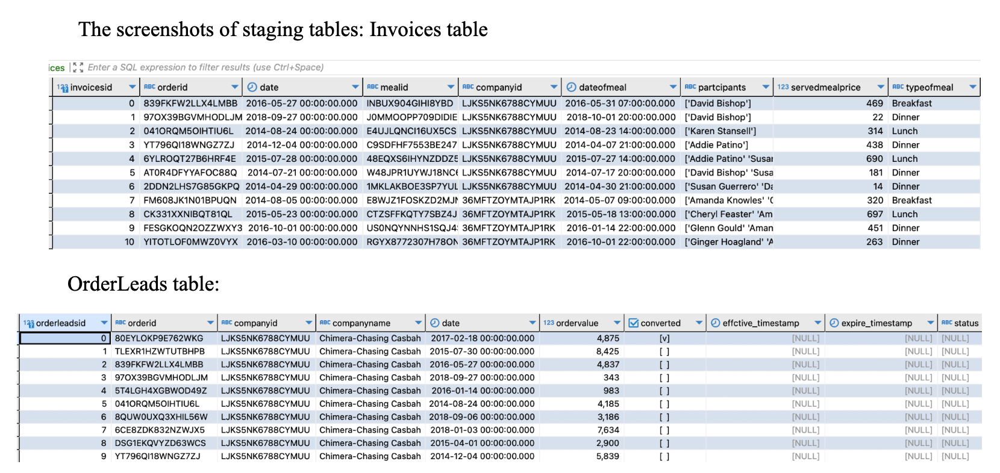 The screenshots of staging tables: Invoices table
ices Enter a SQL expression to filter results (use Ctrl+Space)
123 invoicesid ABC orderid date ABC mealid ABC companyid dateofmeal ABC partcipants 123 servedmealprice ABC typeofmeal
0 839FKFW2LLX4LMBB 2016-05-27 00:00:00.000 INBUX904GIHI8YBD LJKS5NK6788CYMUU 2016-05-31 07:00:00.000 ['David Bishop'] 469 Breakfast
1 97OX39BGVMHODLJM 2018-09-27 00:00:00.000 J0MMOOPP709DIDIE LJKS5NK6788CYMUU 2018-10-01 20:00:00.000 ['David Bishop'] 22 Dinner
2 041ORQM5OIHTIU6L 2014-08-24 00:00:00.000 E4UJLQNCI16UX5CS LJKS5NK6788CYMUU 2014-08-23 14:00:00.000 ['Karen Stansell'] 314 Lunch
3 YT796QI18WNGZ7ZJ 2014-12-04 00:00:00.000 C9SDFHF7553BE247 LJKS5NK6788CYMUU 2014-04-07 21:00:00.000 ['Addie Patino'] 438 Dinner
4 6YLROQT27B6HRF4E 2015-07-28 00:00:00.000 48EQXS6IHYNZDDZ5 LJKS5NK6788CYMUU 2015-07-27 14:00:00.000 ['Addie Patino' 'Susar 690 Lunch
5 AT0R4DFYYAFOC88Q 2014-07-21 00:00:00.000 W48JPR1UYWJ18NC6 LJKS5NK6788CYMUU 2014-07-17 20:00:00.000 ['David Bishop' 'Susa 181 Dinner
6 2DDN2LHS7G85GKPQ 2014-04-29 00:00:00.000 1MKLAKBOE3SP7YUL LJKS5NK6788CYMUU 2014-04-30 21:00:00.000 ['Susan Guerrero' 'Da 14 Dinner
7 FM608JK1N01BPUQN 2014-08-05 00:00:00.000 E8WJZ1FOSKZD2MJN 36MFTZOYMTAJP1RK 2014-05-07 09:00:00.000 ['Amanda Knowles' 'C 320 Breakfast
8 CK331XXNIBQT81QL 2015-05-23 00:00:00.000 CTZSFFKQTY7SBZ4J 36MFTZOYMTAJP1RK 2015-05-18 13:00:00.000 ['Cheryl Feaster' 'Am 697 Lunch
9 FESGKOQN2OZZWXY3 2016-10-01 00:00:00.000 US0NQYNNHS1SQJ4 36MFTZOYMTAJP1RK 2016-01-14 22:00:00.000 ['Glenn Gould' 'Aman 451 Dinner
10 YITOTLOF0MWZ0VYX 2016-03-10 00:00:00.000 RGYX8772307H78ON 36MFTZOYMTAJP1RK 2016-10-01 22:00:00.000 ['Ginger Hoagland' 'A 263 Dinner
OrderLeads table:
123 orderleadsid ABC orderid ABC companyid ABC companyname date 123 ordervalue converted effctive_timestamp expire_timestamp ABC status
0 80EYLOKP9E762WKG LJKS5NK6788CYMUU Chimera-Chasing Casbah 2017-02-18 00:00:00.000 4,875 [v] [NULL] [NULL] [NULL]
1 TLEXR1HZWTUTBHPB LJKS5NK6788CYMUU Chimera-Chasing Casbah 2015-07-30 00:00:00.000 8,425 [ ] [NULL] [NULL] [NULL]
2 839FKFW2LLX4LMBB LJKS5NK6788CYMUU Chimera-Chasing Casbah 2016-05-27 00:00:00.000 4,837 [ ] [NULL] [NULL] [NULL]
3 97OX39BGVMHODLJM LJKS5NK6788CYMUU Chimera-Chasing Casbah 2018-09-27 00:00:00.000 343 [ ] [NULL] [NULL] [NULL]
4 5T4LGH4XGBWOD49Z LJKS5NK6788CYMUU Chimera-Chasing Casbah 2016-01-14 00:00:00.000 983 [ ] [NULL] [NULL] [NULL]
5 041ORQM5OIHTIU6L LJKS5NK6788CYMUU Chimera-Chasing Casbah 2014-08-24 00:00:00.000 4,185 [ ] [NULL] [NULL] [NULL]
6 8QUW0UXQ3XHIL56W LJKS5NK6788CYMUU Chimera-Chasing Casbah 2018-09-06 00:00:00.000 3,186 [ ] [NULL] [NULL] [NULL]
7 6CE8ZDK832NZWJX5 LJKS5NK6788CYMUU Chimera-Chasing Casbah 2018-01-03 00:00:00.000 7,634 [ ] [NULL] [NULL] [NULL]
8 DSG1EKQVYZD63WCS LJKS5NK6788CYMUU Chimera-Chasing Casbah 2015-04-01 00:00:00.000 2,900 [ ] [NULL] [NULL] [NULL]
9 YT796QI18WNGZ7ZJ LJKS5NK6788CYMUU Chimera-Chasing Casbah 2014-12-04 00:00:00.000 5,839 [ ] [NULL] [NULL] [NULL]